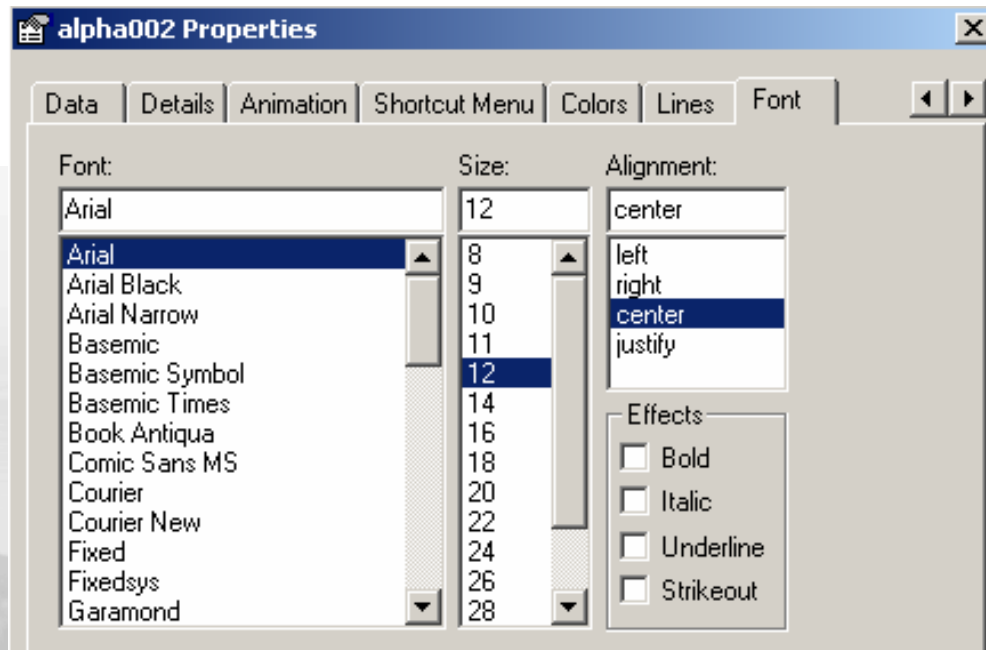 alpha002 Properties
Data Details Animation Shortcut Menu Colors Lines Font
Font:
Arial
Arial
Arial Black
Arial Narrow
Basemic
Basemic Symbol
Basemic Times
Book Antiqua
Comic Sans MS
Courier
Courier New
Fixed
Fixedsys
Garamond
Size:
12
8
9
10
11
12
14
16
18
20
22
24
26
28
Alignment:
center
left
right
center
justify
Effects
Bold
Italic
Underline
Strikeout